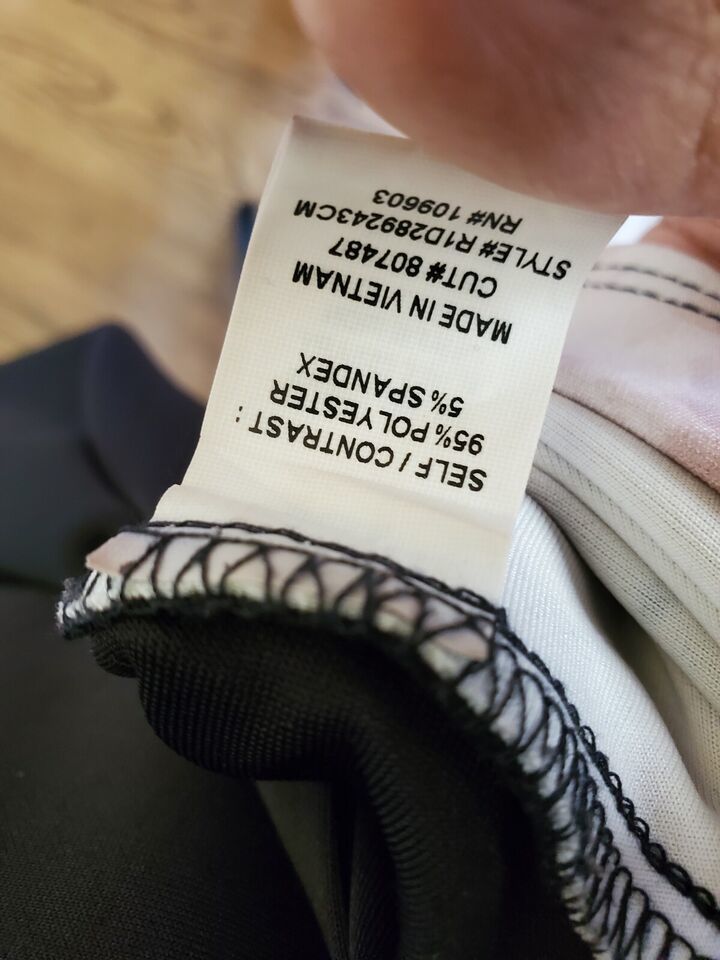 SELF / CONTRAST :
95% POLYESTER
5% SPANDEX
MADE IN VIETNAM
CUT# 807487
STYLE# R1D289243CM
RN# 109603